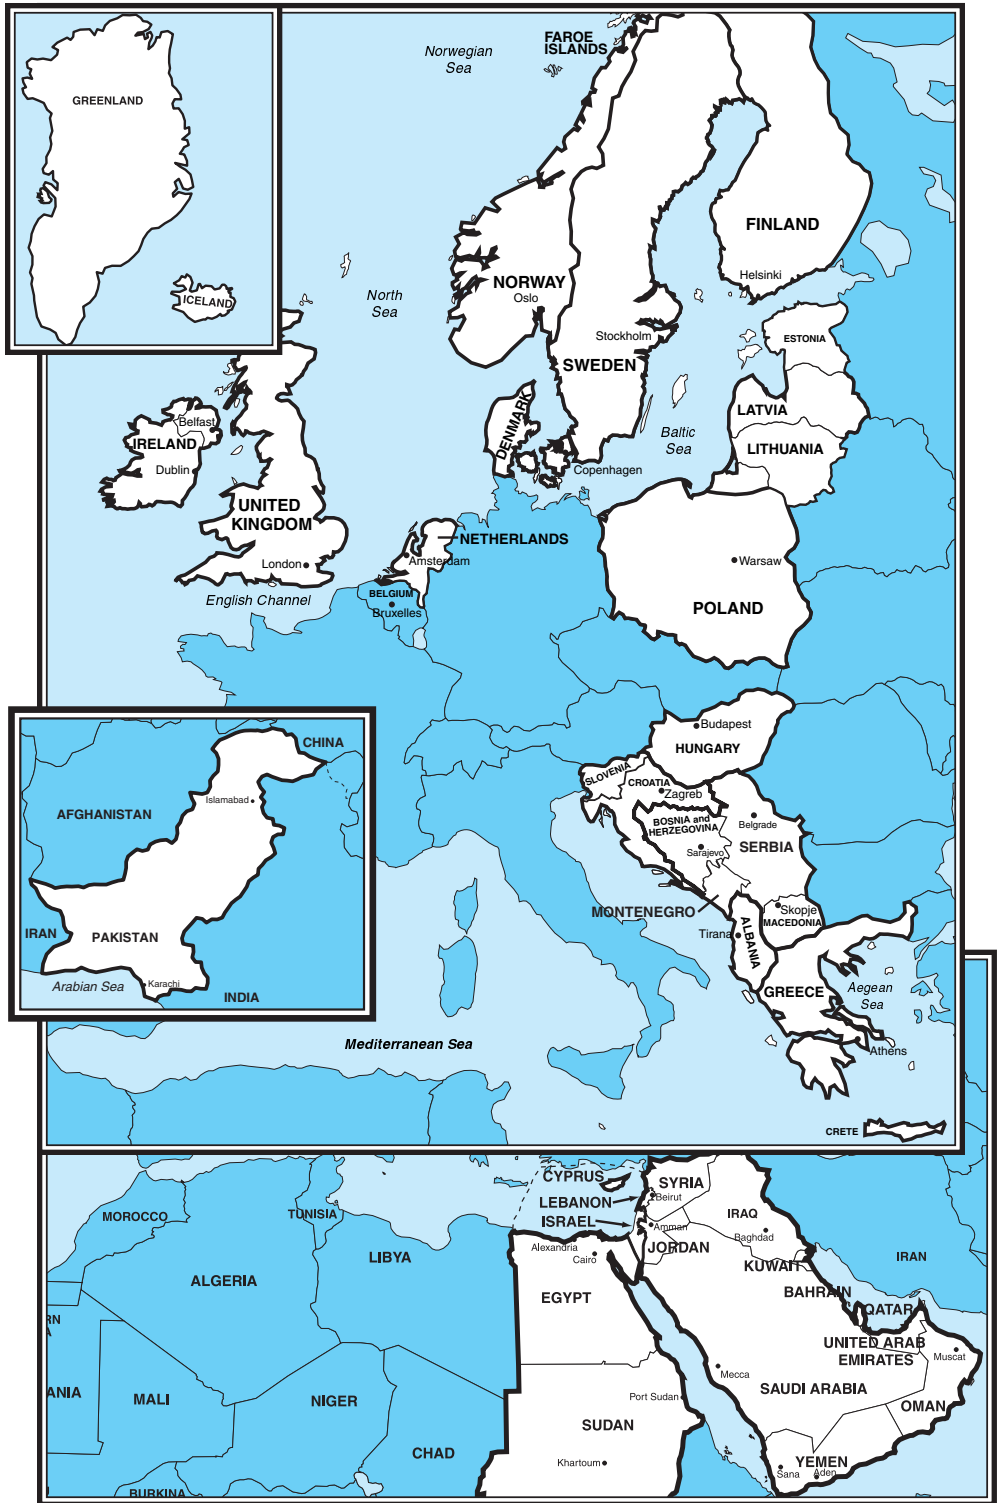 GREENLAND
ICELAND
Norwegian
Sea
FAROE
ISLANDS
FINLAND
Helsinki
North
Sea
NORWAY
Oslo
Stockholm
SWEDEN
ESTONIA
LATVIA
LITHUANIA
Baltic
Sea
DENMARK
Copenhagen
Belfast
IRELAND
Dublin
UNITED
KINGDOM
London
English Channel
NETHERLANDS
Amsterdam
BELGIUM
Bruxelles
Warsaw
POLAND
Budapest
HUNGARY
SLOVENIA
CROATIA
Zagreb
BOSNIA and
HERZEGOVINA
Sarajevo
Belgrade
SERBIA
MONTENEGRO
Skopje
MACEDONIA
Tirana
ALBANIA
GREECE
Aegean
Sea
Athens
CRETE
Mediterranean Sea
CHINA
Islamabad
AFGHANISTAN
IRAN
PAKISTAN
Arabian Sea
Karachi
INDIA
MOROCCO
TUNISIA
ALGERIA
LIBYA
RN
A
ANIA
MALI
NIGER
CHAD
BURKINA
CYPRUS
LEBANON
ISRAEL
SYRIA
Beirut
IRAQ
Baghdad
Amman
JORDAN
KUWAIT
IRAN
BAHRAIN
QATAR
UNITED ARAB
EMIRATES
Muscat
Alexandria
Cairo
EGYPT
Mecca
SAUDI ARABIA
OMAN
Port Sudan
SUDAN
Khartoum
YEMEN
Sana
Aden